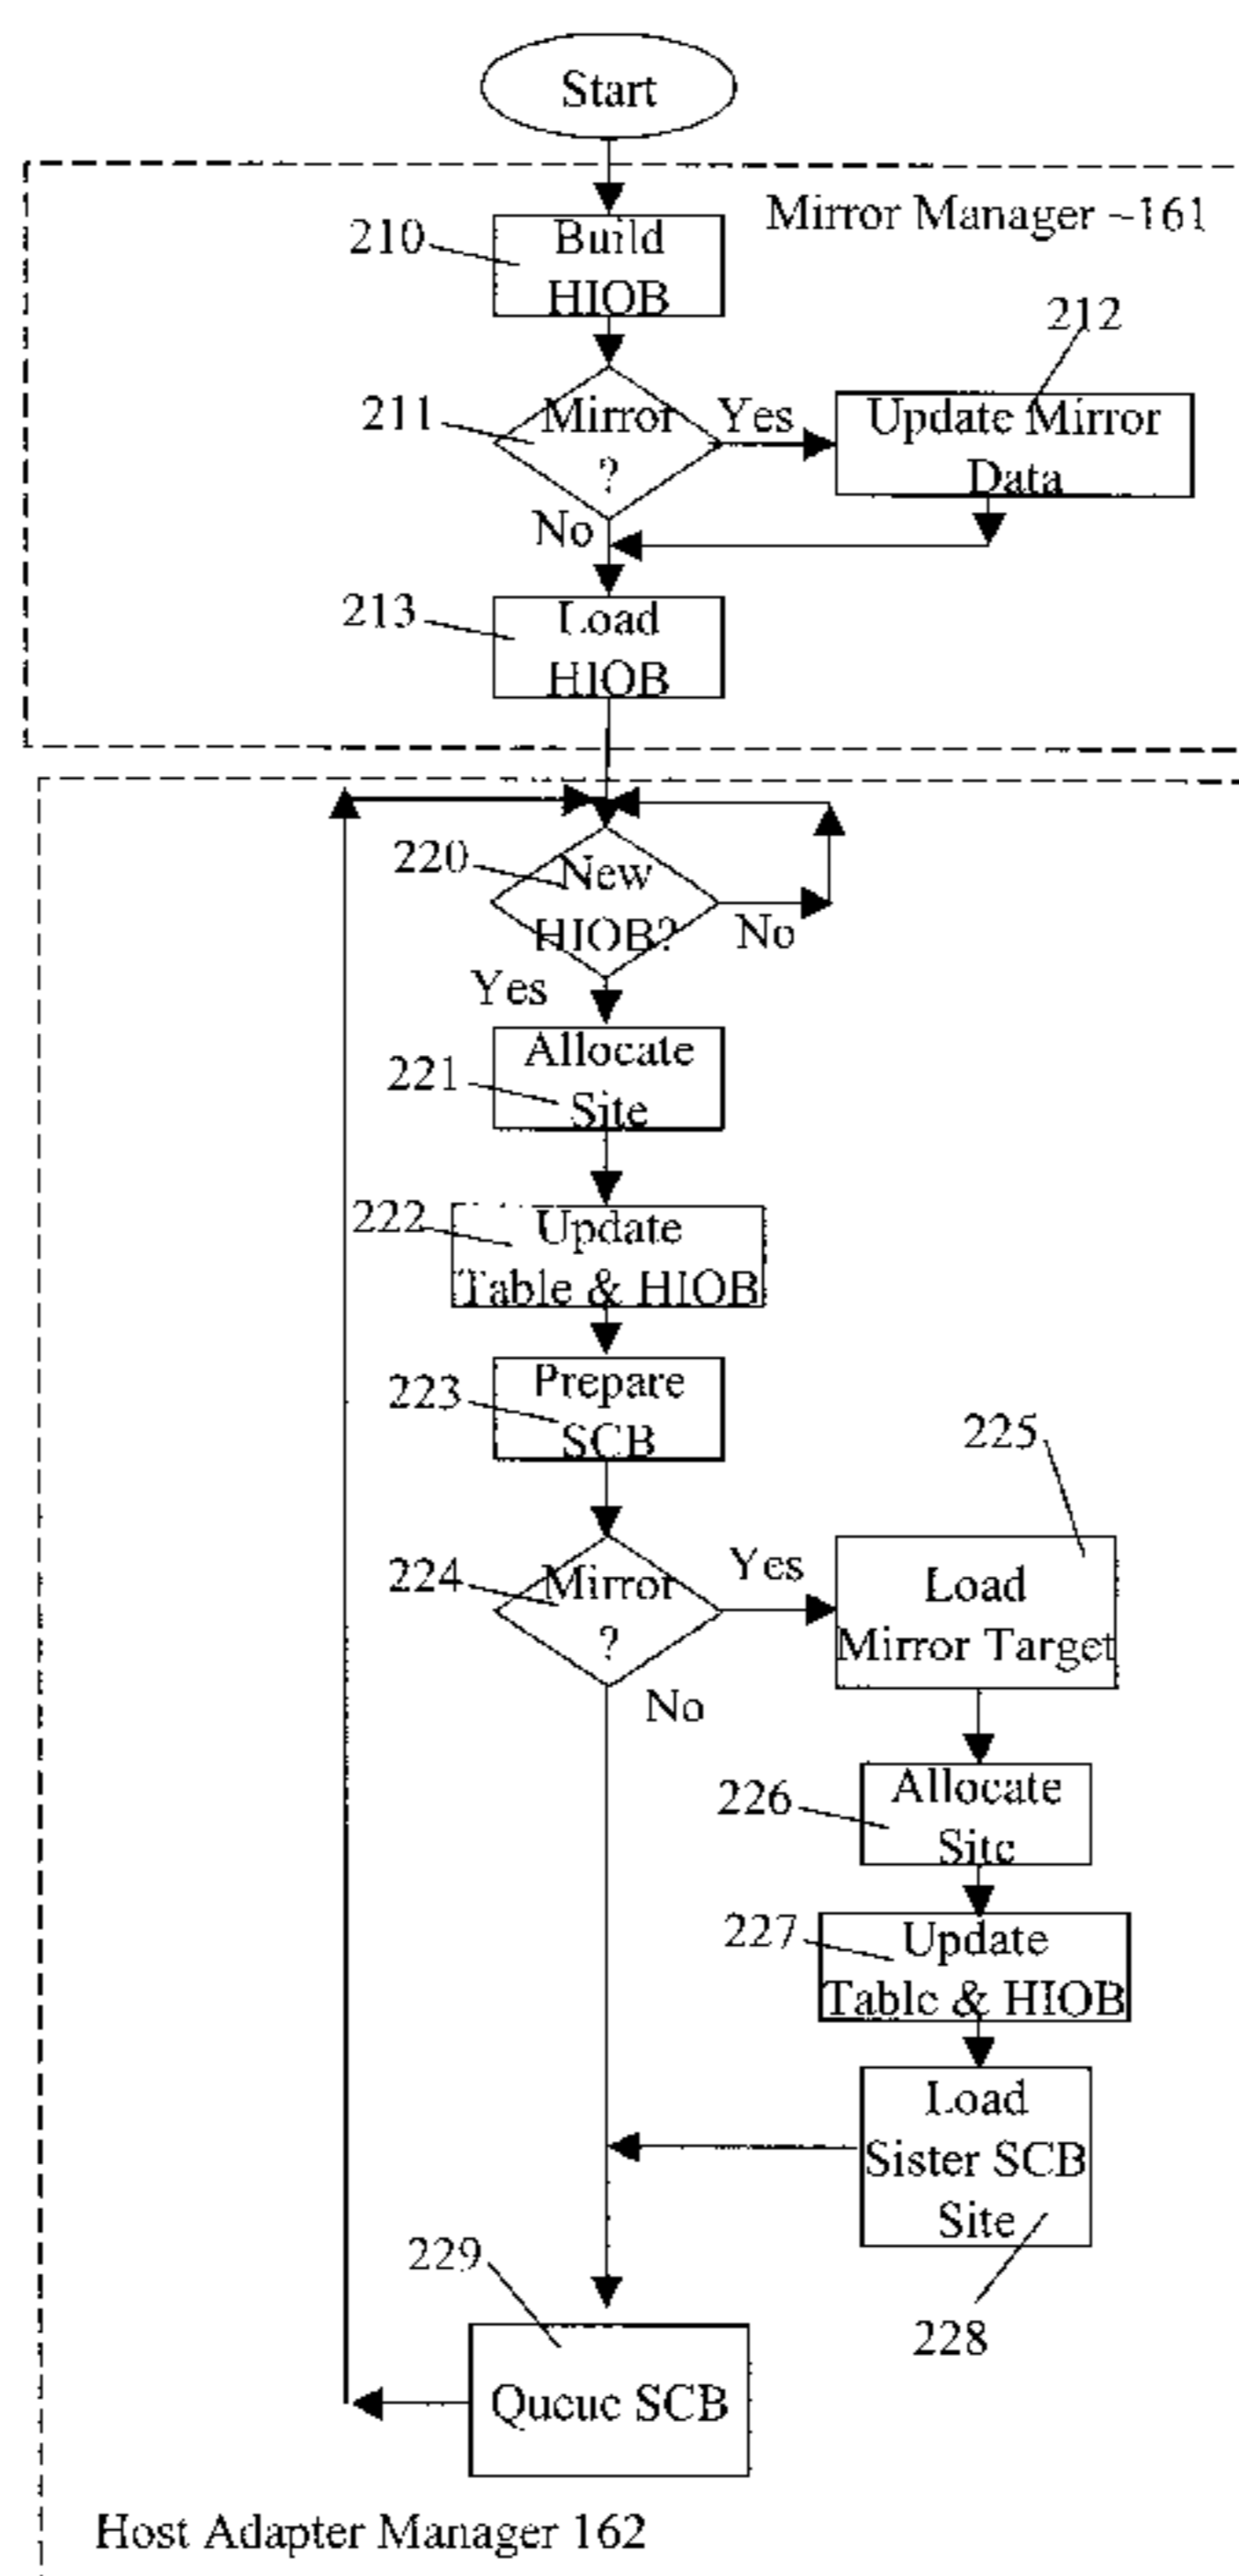 Start
Mirror Manager ~161
210
Build
HIOB
212
211
Mirror
?
Yes
Update Mirror
Data
No
213
Load
HIOB
220
New
HIOB?
No
Yes
221
Allocate
Site
222
Update
Table & HIOB
223
Prepare
SCB
225
224
Mirror
?
Yes
Load
Mirror Target
No
226
Allocate
Site
227
Update
Table & HIOB
Load
Sister SCB
Site
229
228
Queue SCB
Host Adapter Manager 162